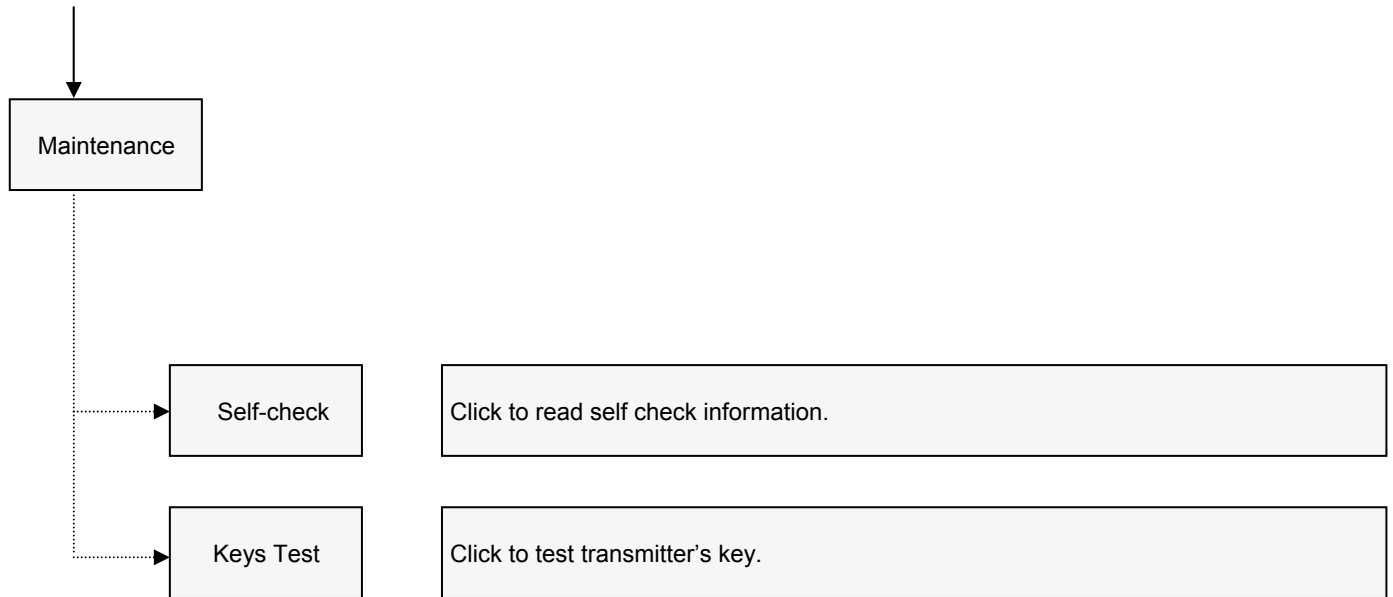 Maintenance
Self-check
Click to read self check information.
Keys Test
Click to test transmitter’s key.